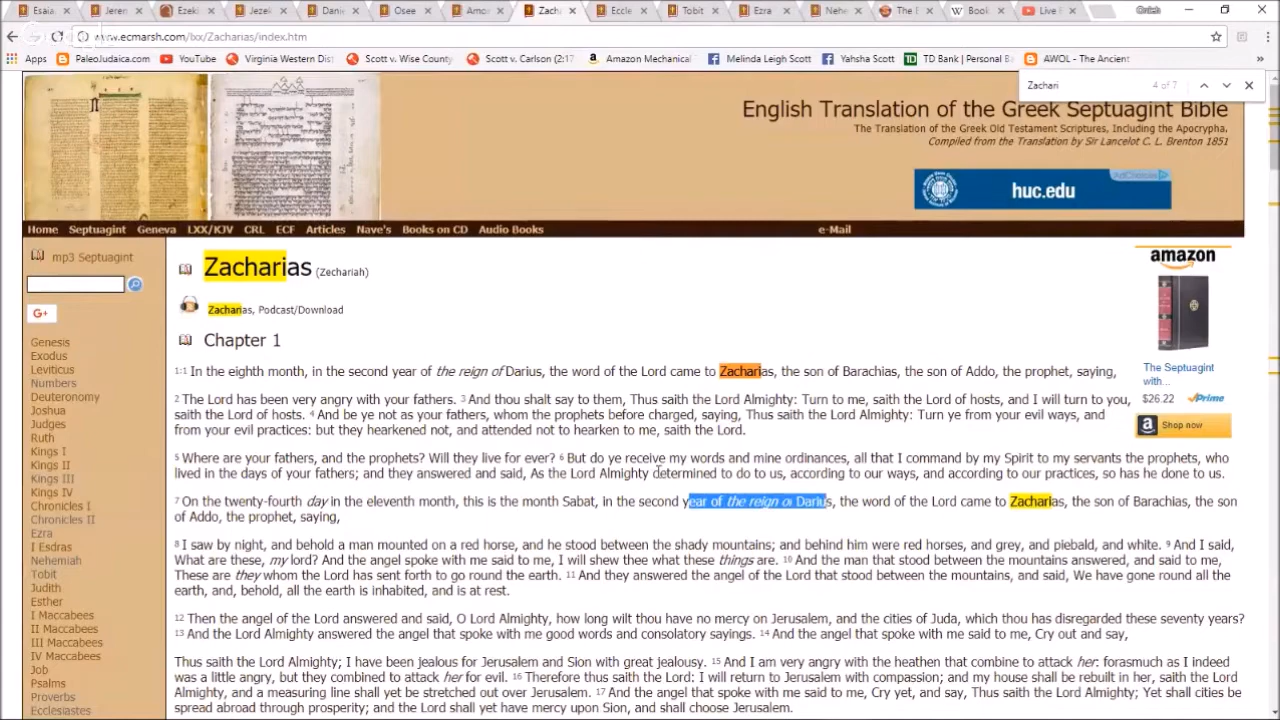 Esaia
Jeren
Ezeki
Jezek
Danie
Osee
Amo
Zach
Eccle
Tobit
Ezra
Nehe
The
Book
Live
www.ecmarsh.com/lxx/Zacharias/index.htm
Apps PaleoJudaica.com YouTube Virginia Western Dis Scott v. Wise County Scott v. Carlson (2:17 Amazon Mechanical Melinda Leigh Scott Yahshia Scott TD Bank | Personal Ba AWOL - The Ancient »
Zachari 4 of 7
English Translation of the Greek Septuagint Bible
The Translation of the Greek Old Testament Scriptures, Including the Apocrypha.
Compiled from the Translation by Sir Lancelot C. L. Brenton 1851
huc.edu
Home Septuagint Geneva LXX/KJV CRL ECF Articles Nave's Books on CD Audio Books e-Mail
mp3 Septuagint
G+
Genesis
Exodus
Leviticus
Numbers
Deuteronomy
Joshua
Judges
Ruth
Kings I
Kings II
Kings III
Kings IV
Chronicles I
Chronicles II
Ezra
I Esdras
Nehemiah
Tobit
Judith
Esther
I Maccabees
II Maccabees
III Maccabees
IV Maccabees
Job
Psalms
Proverbs
Ecclesiastes
Zacharias (Zechariah)
Zacharias, Podcast/Download
Chapter 1
1:1 In the eighth month, in the second year of the reign of Darius, the word of the Lord came to Zacharias, the son of Barachias, the son of Addo, the prophet, saying,
2 The Lord has been very angry with your fathers. 3 And thou shalt say to them, Thus saith the Lord Almighty: Turn to me, saith the Lord of hosts, and I will turn to you,
saith the Lord of hosts. 4 And be ye not as your fathers, whom the prophets before charged, saying, Thus saith the Lord Almighty: Turn ye from your evil ways, and
from your evil practices: but they hearkened not, and attended not to hearken to me, saith the Lord.
5 Where are your fathers, and the prophets? Will they live for ever? 6 But do ye receive my words and mine ordinances, all that I command by my Spirit to my servants the prophets, who
lived in the days of your fathers; and they answered and said, As the Lord Almighty determined to do to us, according to our ways, and according to our practices, so has he done to us.
7 On the twenty-fourth day in the eleventh month, this is the month Sabat, in the second year of the reign of Darius, the word of the Lord came to Zacharias, the son of Barachias, the son
of Addo, the prophet, saying,
8 I saw by night, and behold a man mounted on a red horse, and he stood between the shady mountains; and behind him were red horses, and grey, and piebald, and white. 9 And I said,
What are these, my lord? And the angel spoke with me said to me, I will shew thee what these things are. 10 And the man that stood between the mountains answered, and said to me,
These are they whom the Lord has sent forth to go round the earth. 11 And they answered the angel of the Lord that stood between the mountains, and said, We have gone round all the
earth, and, behold, all the earth is inhabited, and is at rest.
12 Then the angel of the Lord answered and said, O Lord Almighty, how long wilt thou have no mercy on Jerusalem, and the cities of Juda, which thou has disregarded these seventy years?
13 And the Lord Almighty answered the angel that spoke with me good words and consolatory sayings. 14 And the angel that spoke with me said to me, Cry out and say,
Thus saith the Lord Almighty; I have been jealous for Jerusalem and Sion with great jealousy. 15 And I am very angry with the heathen that combine to attack her: forasmuch as I indeed
was a little angry, but they combined to attack her for evil. 16 Therefore thus saith the Lord: I will return to Jerusalem with compassion; and my house shall be rebuilt in her, saith the Lord
Almighty, and a measuring line shall yet be stretched out over Jerusalem. 17 And the angel that spoke with me said to me, Cry yet, and say, Thus saith the Lord Almighty; Yet shall cities be
spread abroad through prosperity; and the Lord shall yet have mercy upon Sion, and shall choose Jerusalem.
amazon
The Septuagint
with...
$26.22 Prime
Shop now